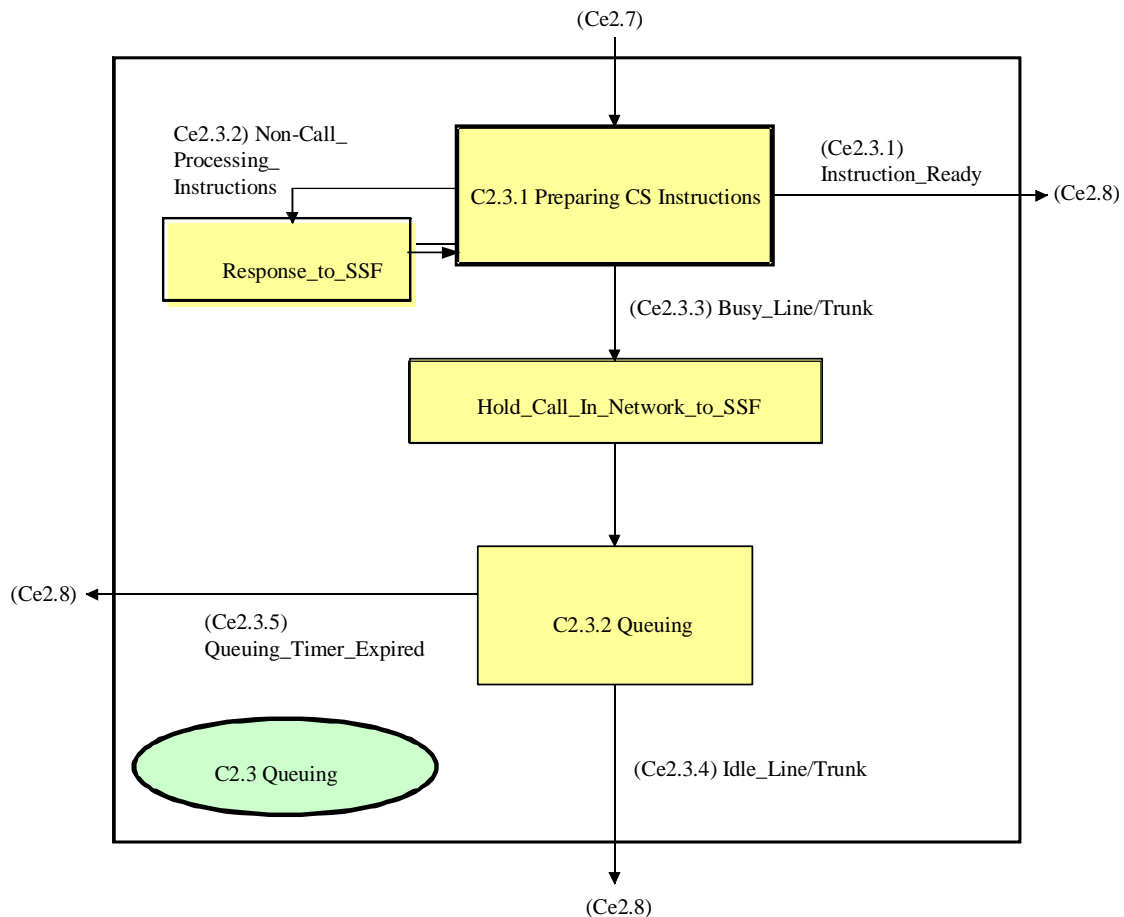 (Ce2.7)
Ce2.3.2) Non-Call_
Processing_
Instructions
(Ce2.3.1)
Instruction_Ready
C2.3.1 Preparing CS Instructions
(Ce2.8)
Response_to_SSF
(Ce2.3.3) Busy_Line/Trunk
Hold_Call_In_Network_to_SSF
(Ce2.8)
(Ce2.3.5)
Queuing_Timer_Expired
C2.3.2 Queuing
C2.3 Queuing
(Ce2.3.4) Idle_Line/Trunk
(Ce2.8)